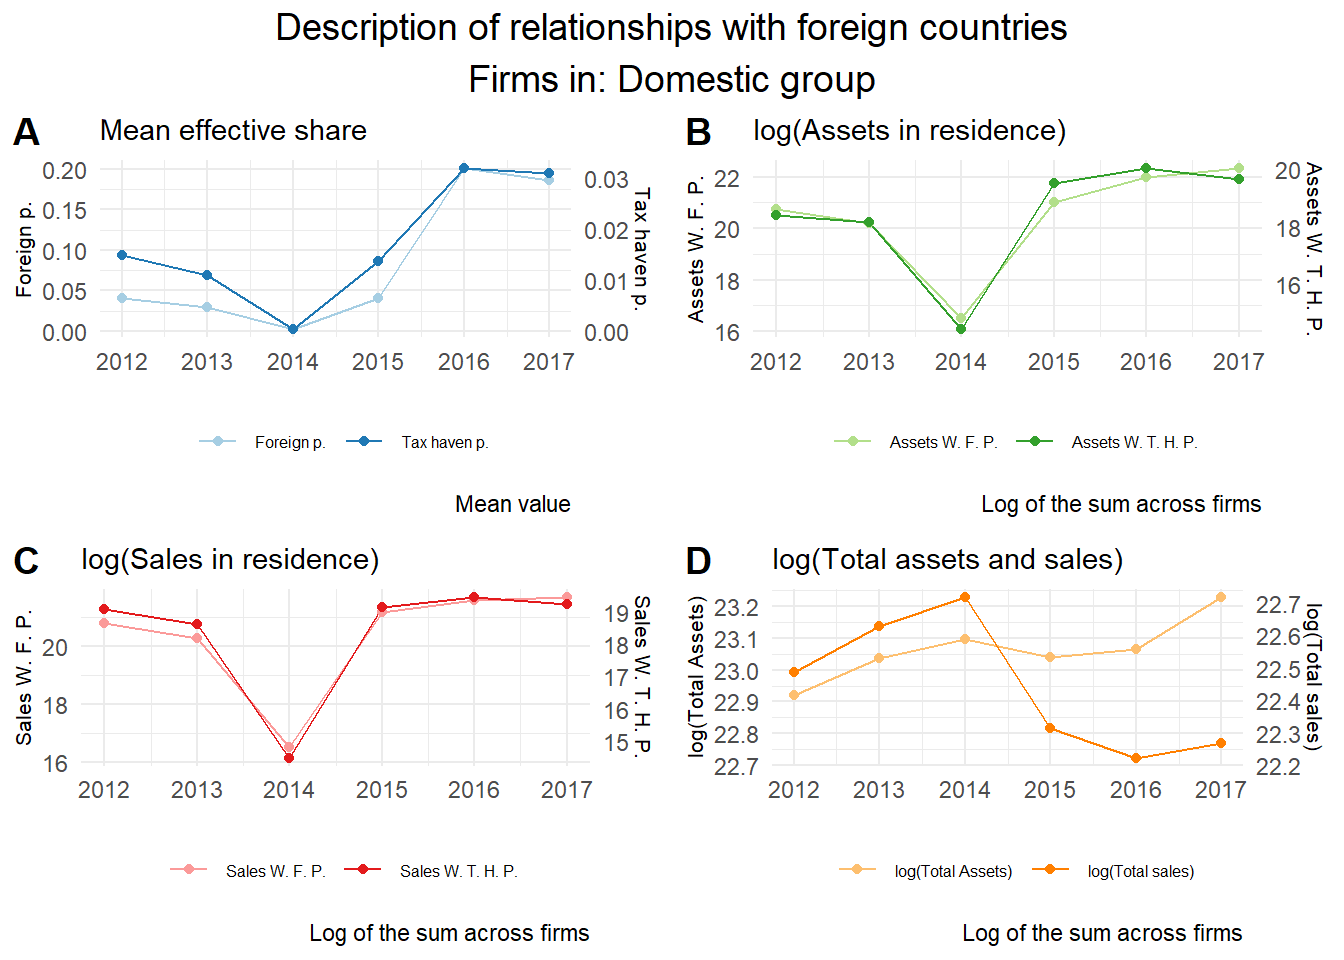 Description of relationships with foreign countries
Firms in: Domestic group
A
Mean effective share
0.20
0.15
0.10
0.05
0.00
Foreign p.
0.03
0.02
0.01
0.00
Tax haven p.
2012 2013 2014 2015 2016 2017
Foreign p. Tax haven p.
Mean value
B
log(Assets in residence)
22
20
18
16
Assets W. F. P.
20
18
16
Assets W. T. H. P.
2012 2013 2014 2015 2016 2017
Assets W. F. P. Assets W. T. H. P.
Log of the sum across firms
C
log(Sales in residence)
20
18
16
Sales W. F. P.
19
18
17
16
15
Sales W. T. H. P.
2012 2013 2014 2015 2016 2017
Sales W. F. P. Sales W. T. H. P.
Log of the sum across firms
D
log(Total assets and sales)
23.2
23.1
23.0
22.9
22.8
22.7
log(Total Assets)
22.7
22.6
22.5
22.4
22.3
22.2
log(Total sales)
2012 2013 2014 2015 2016 2017
log(Total Assets) log(Total sales)
Log of the sum across firms